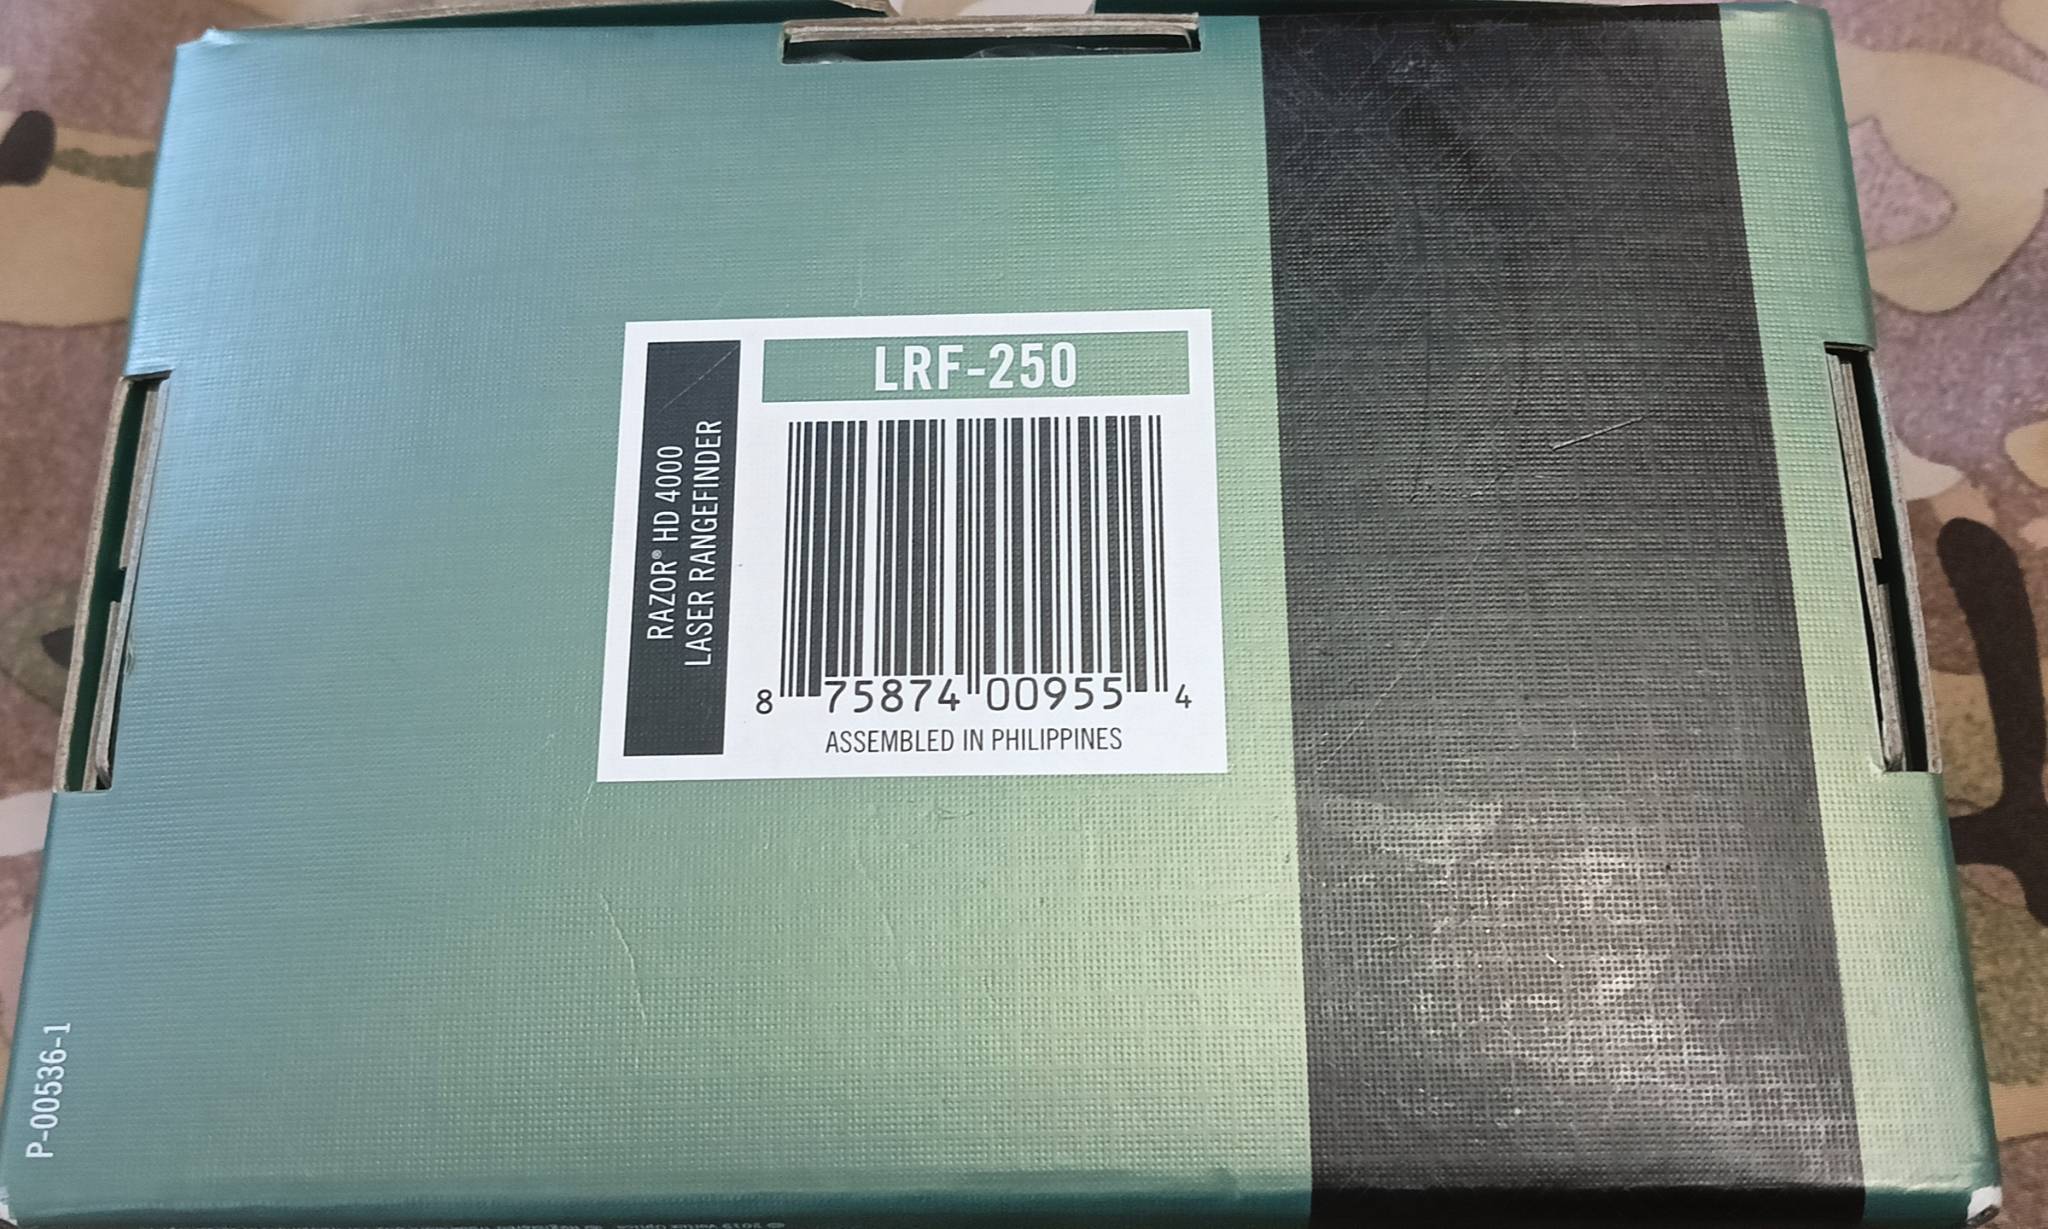 LRF-250
RAZOR® HD 4000
LASER RANGEFINDER
8 75874 00955 4
ASSEMBLED IN PHILIPPINES
P-00536-1